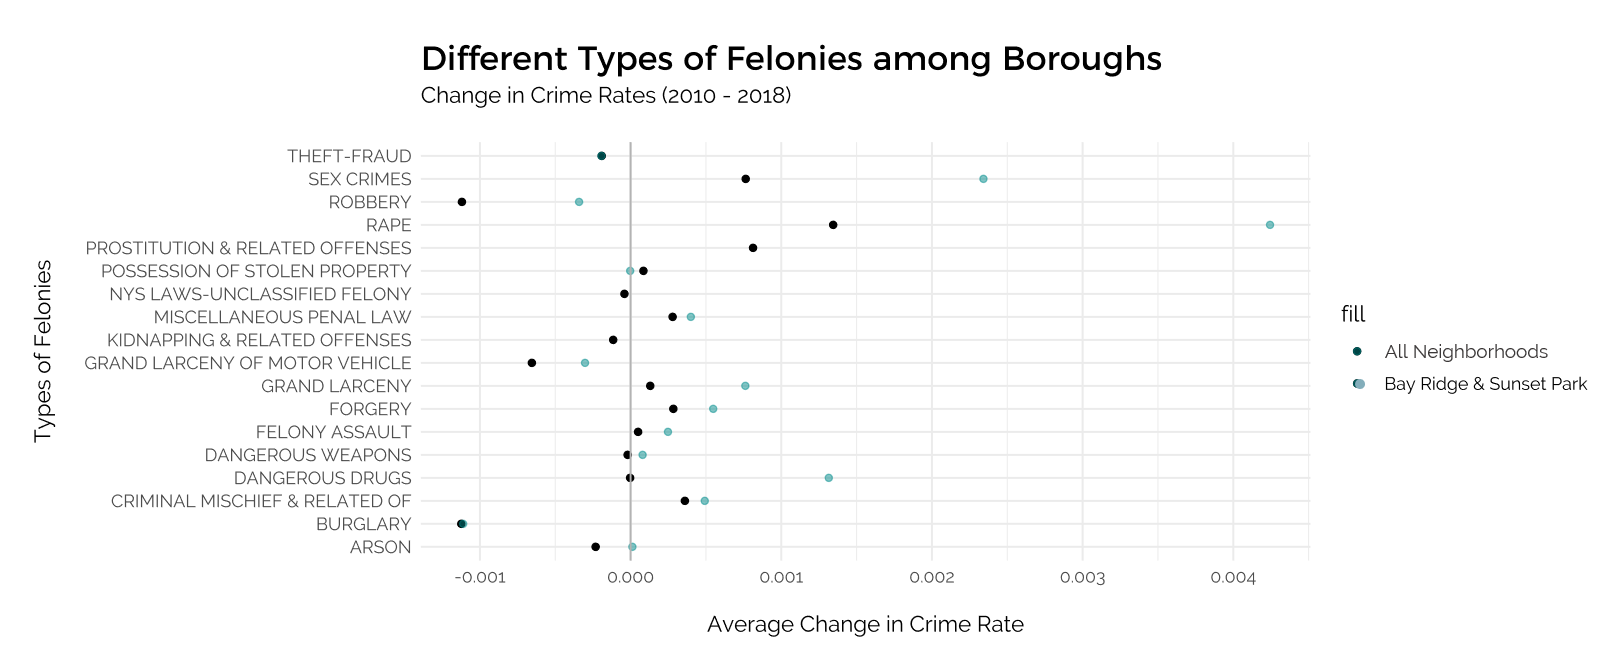 Different Types of Felonies among Boroughs
Change in Crime Rates (2010 - 2018)
Types of Felonies
THEFT-FRAUD
SEX CRIMES
ROBBERY
RAPE
PROSTITUTION & RELATED OFFENSES
POSSESSION OF STOLEN PROPERTY
NYS LAWS-UNCLASSIFIED FELONY
MISCELLANEOUS PENAL LAW
KIDNAPPING & RELATED OFFENSES
GRAND LARCENY OF MOTOR VEHICLE
GRAND LARCENY
FORGERY
FELONY ASSAULT
DANGEROUS WEAPONS
DANGEROUS DRUGS
CRIMINAL MISCHIEF & RELATED OF
BURGLARY
ARSON
-0.001 0.000 0.001 0.002 0.003 0.004
Average Change in Crime Rate
fill
All Neighborhoods
Bay Ridge & Sunset Park